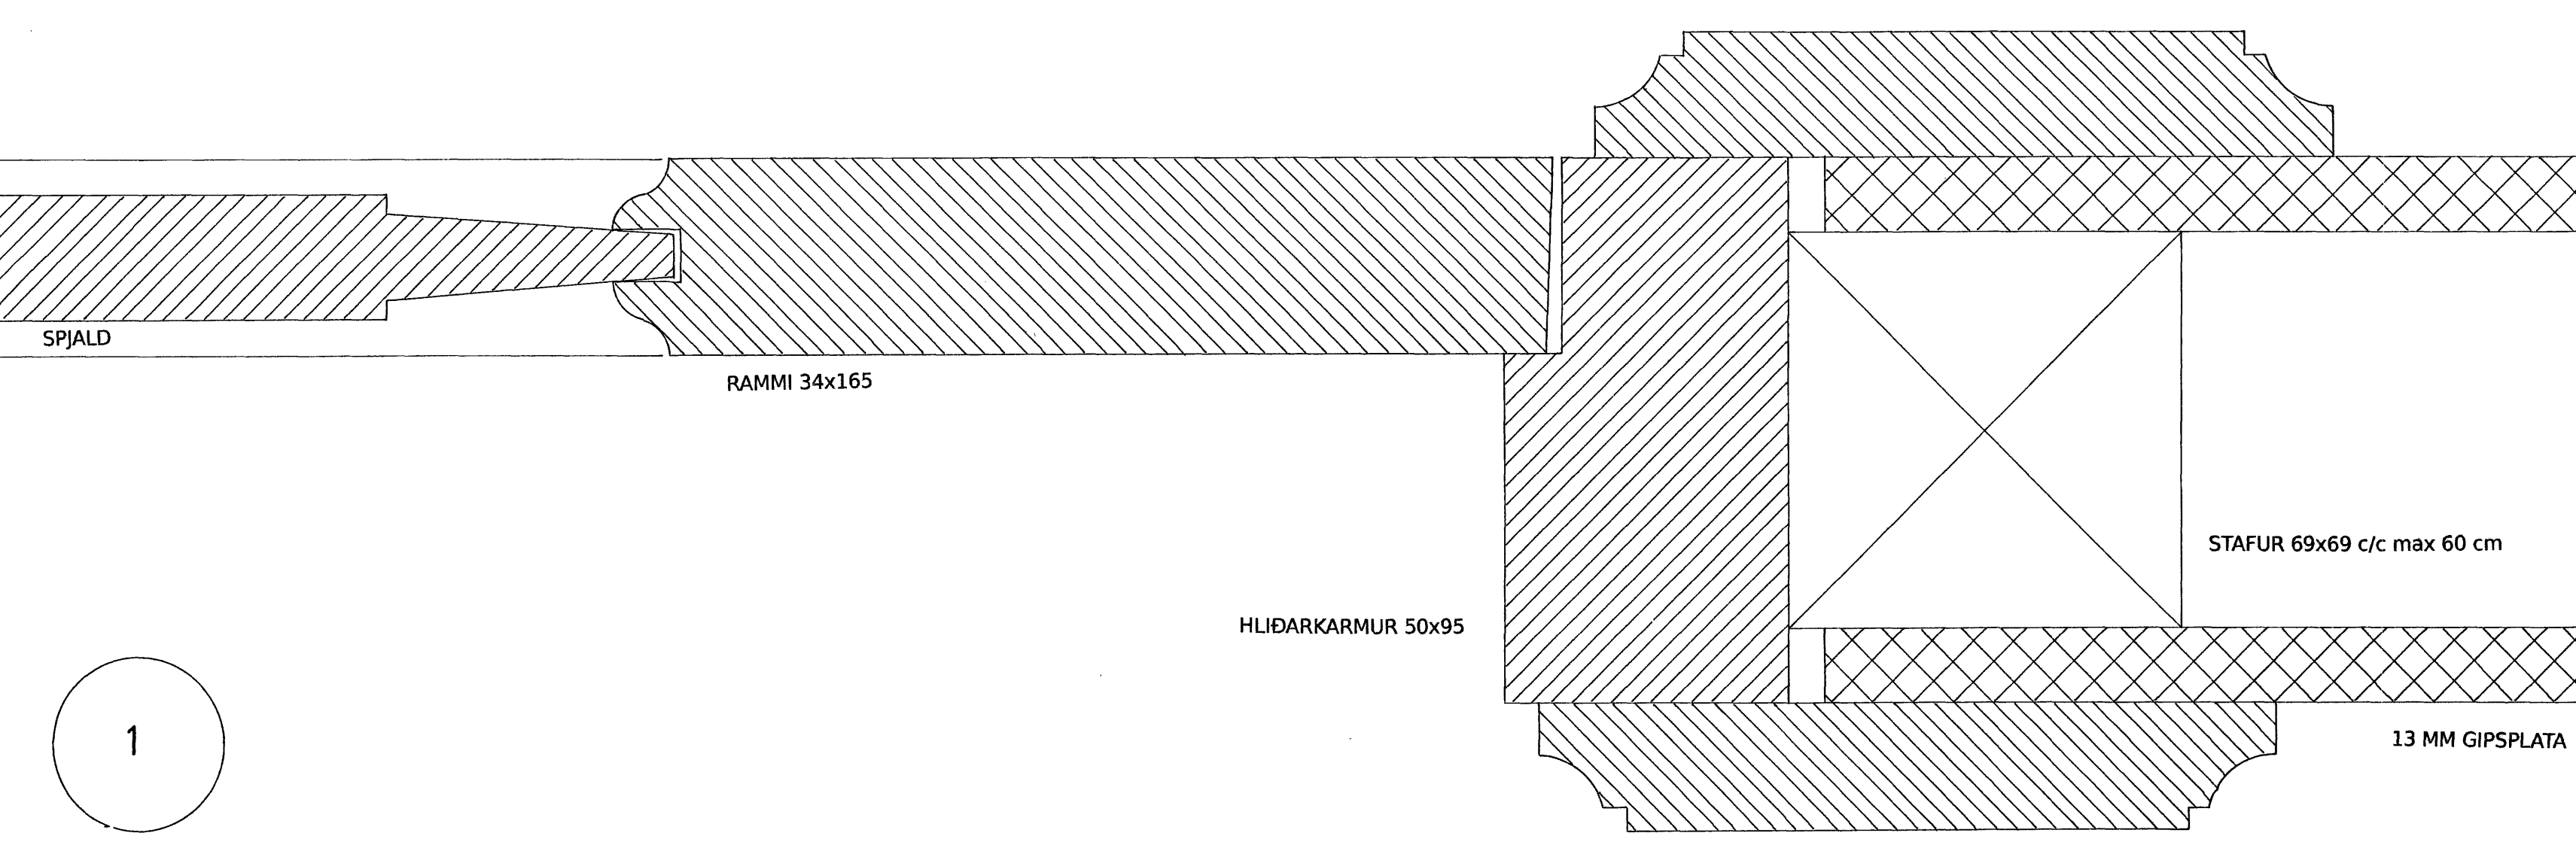 SPJALD
RAMMI 34x165
STAFUR 69x69 c/c max 60 cm
HLIÐARKARMUR 50x95
13 MM GIPSPLATA
1